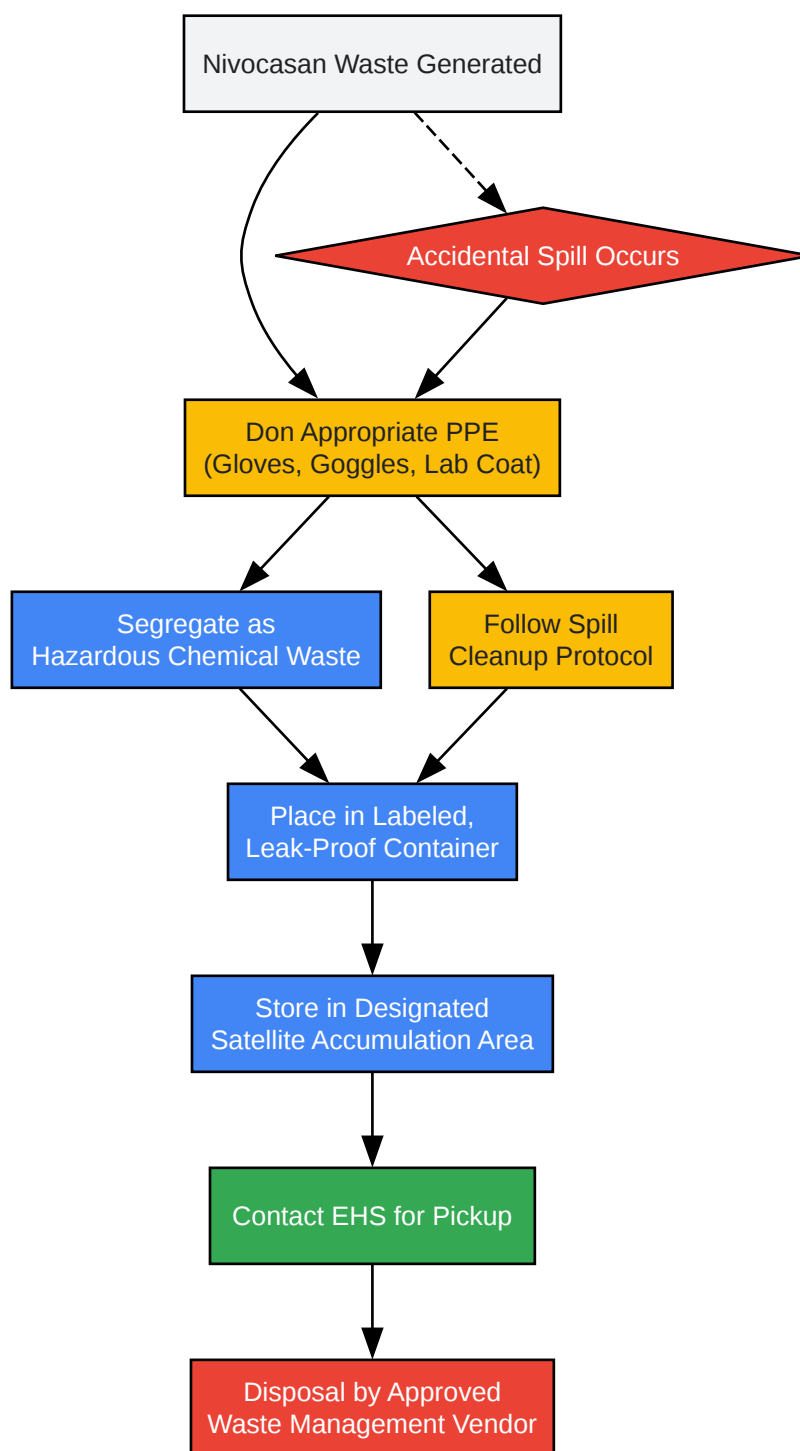 Nivocasan Waste Generated
Accidental Spill Occurs
Don Appropriate PPE
(Gloves, Goggles, Lab Coat)
Segregate as
Hazardous Chemical Waste
Follow Spill
Cleanup Protocol
Place in Labeled,
Leak-Proof Container
Store in Designated
Satellite Accumulation Area
Contact EHS for Pickup
Disposal by Approved
Waste Management Vendor